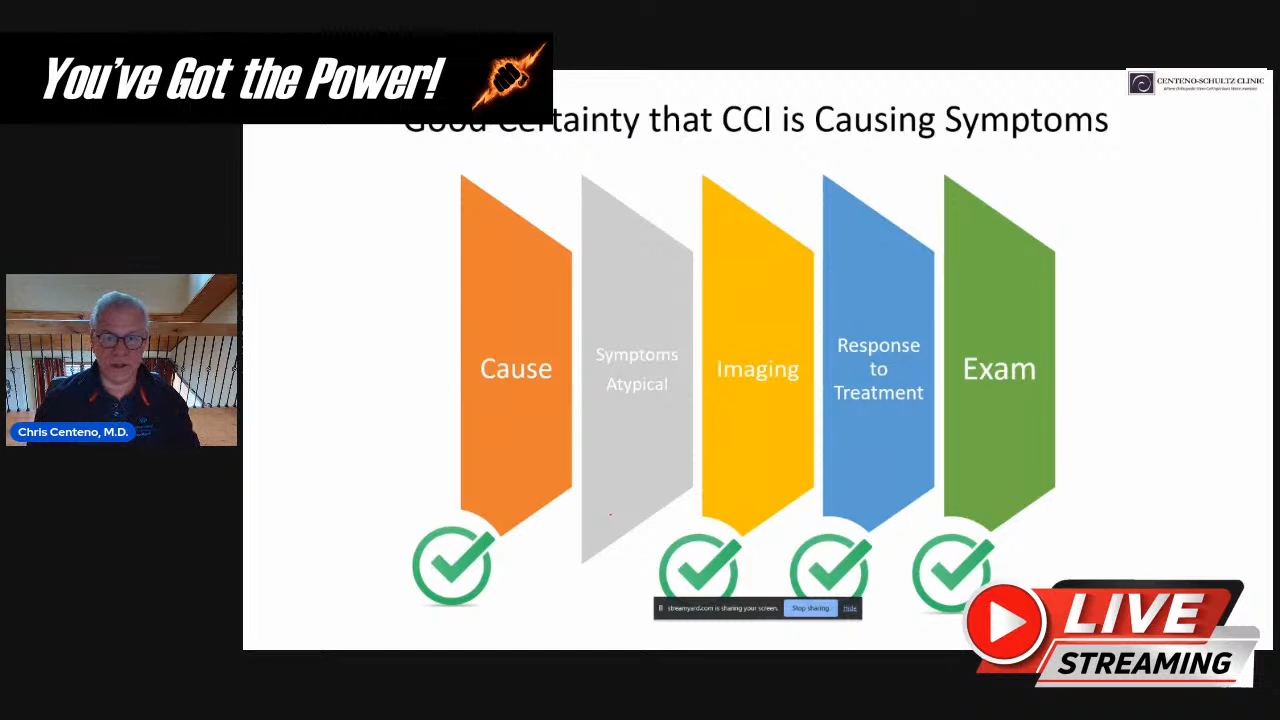 You've Got the Power!
CENTENO-SCHULTZ CLINIC
Good Certainty that CCI is Causing Symptoms
Cause
Symptoms
Atypical
Imaging
Response
to
Treatment
Exam
Chris Centeno, M.D.
streamyard.com is sharing your screen.
Stop sharing
Hide
LIVE
STREAMING